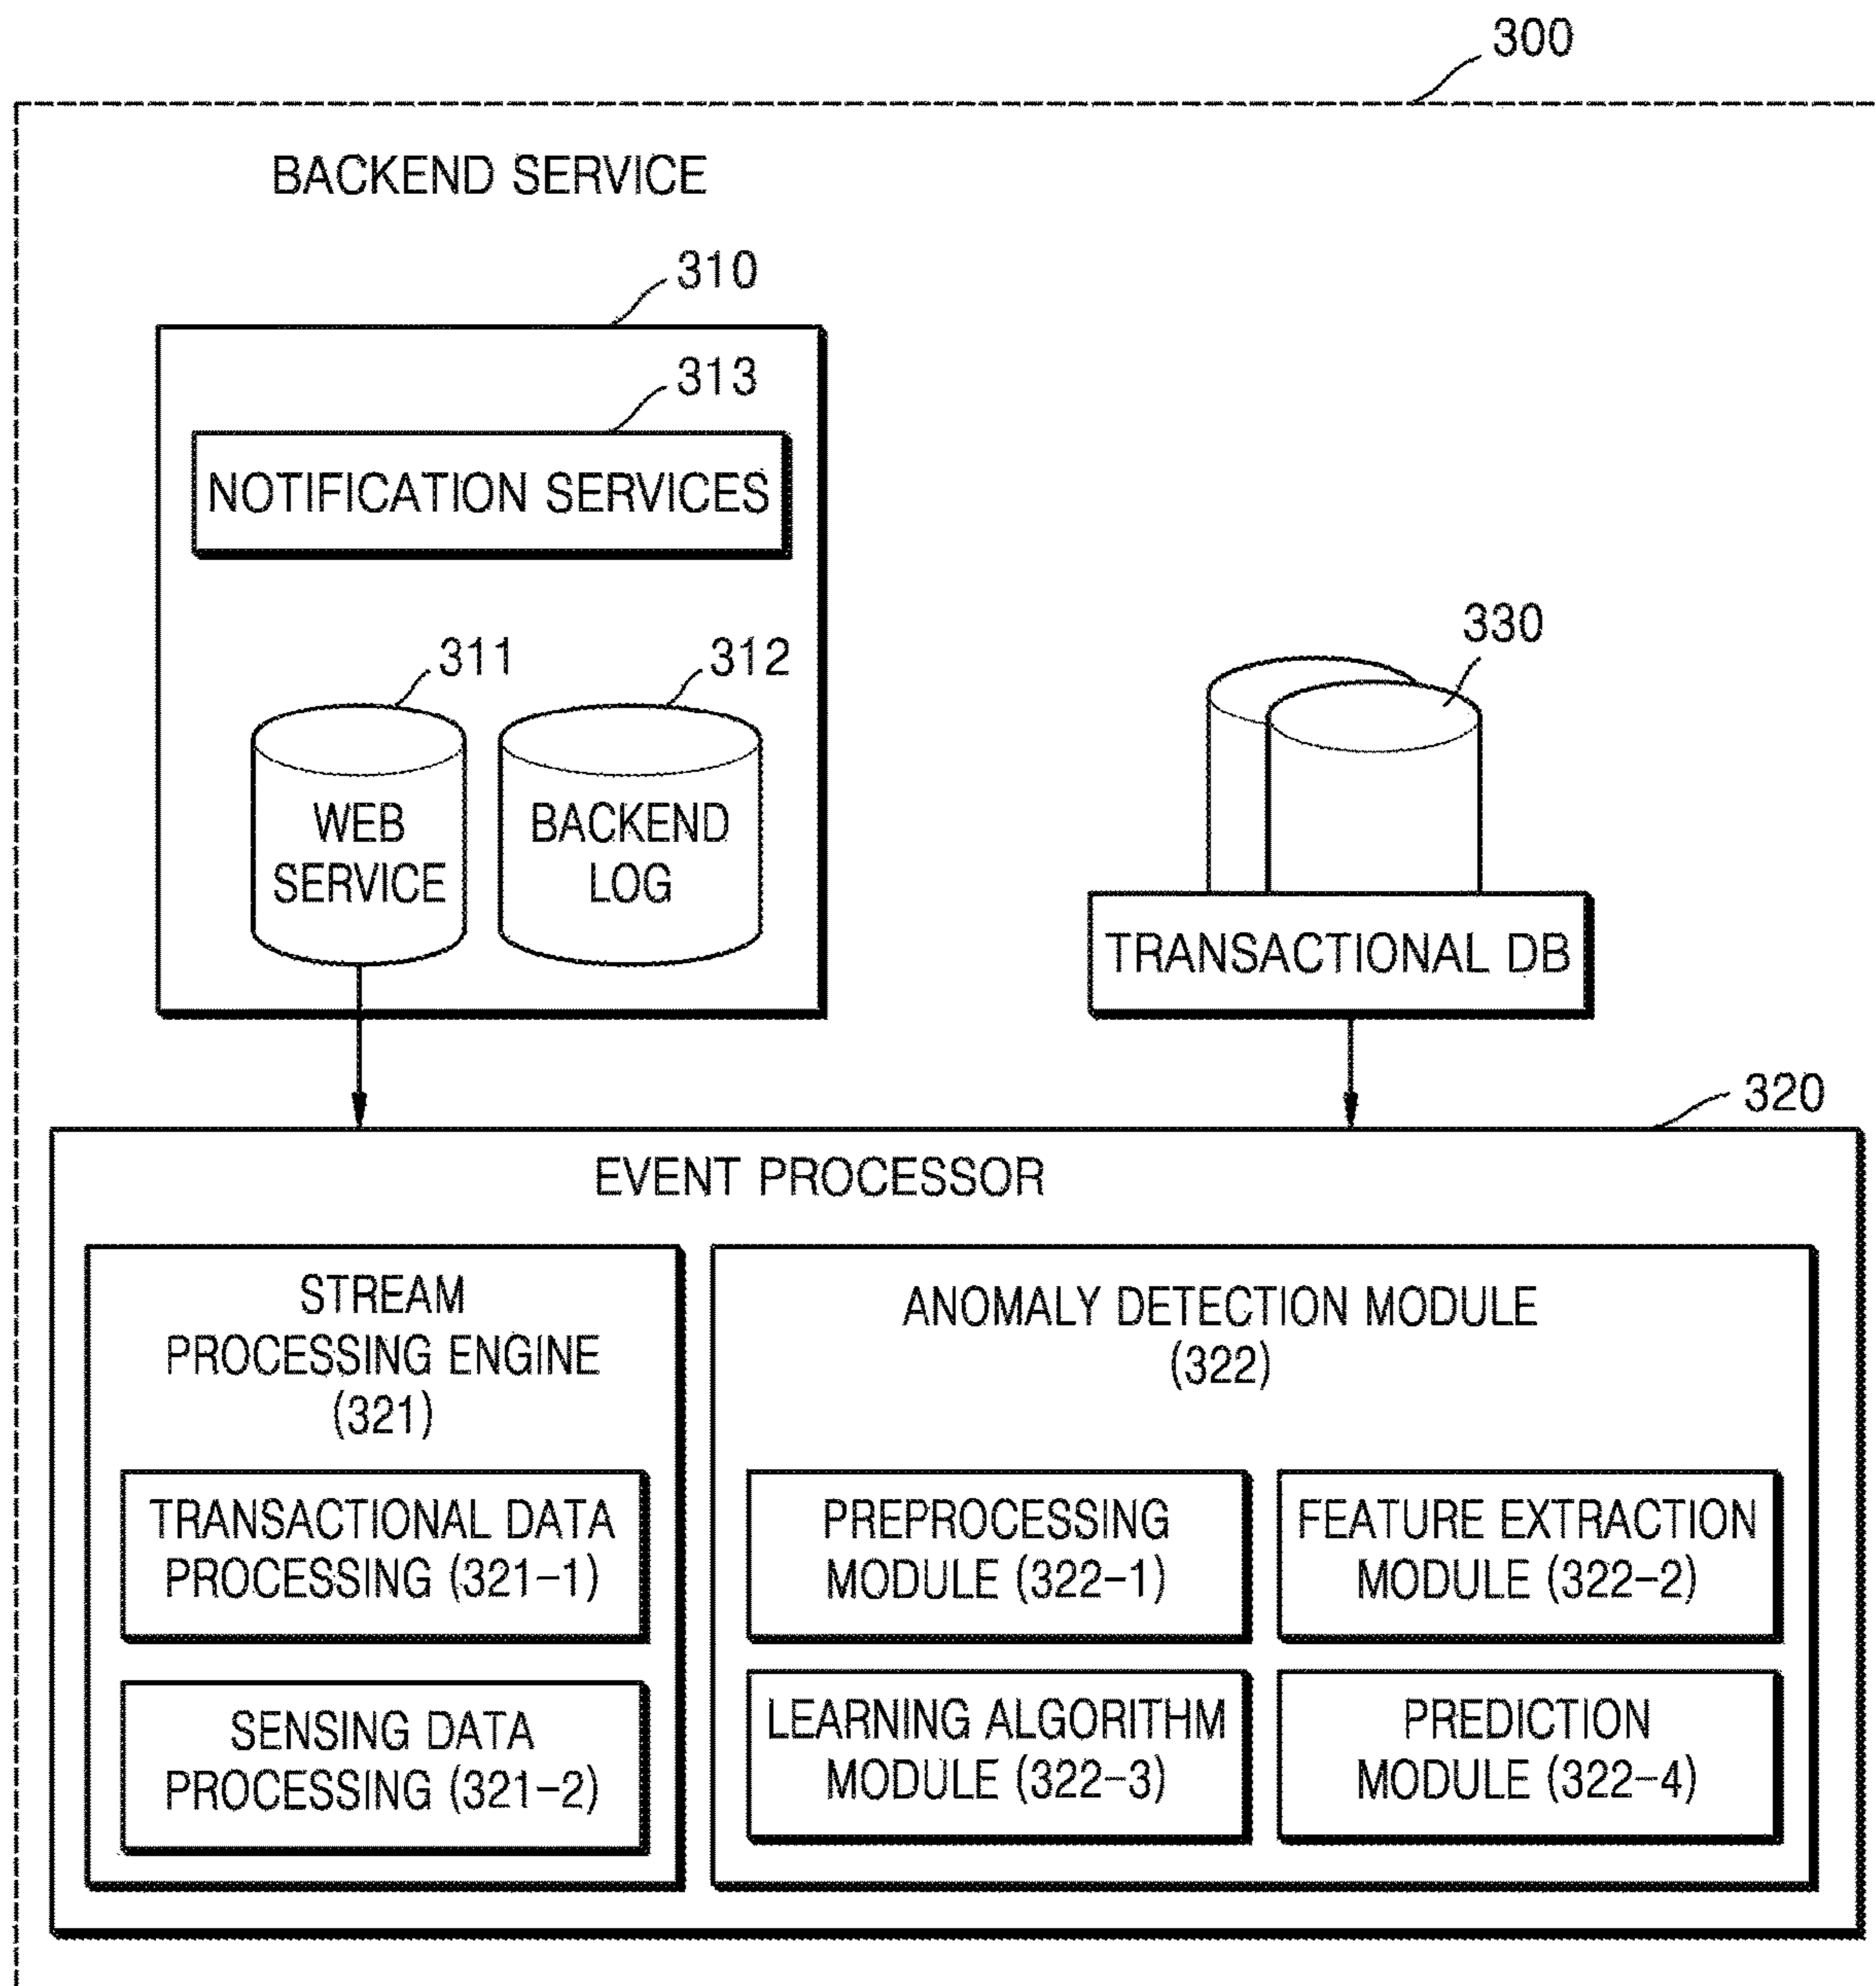 300
BACKEND SERVICE
310
313
NOTIFICATION SERVICES
311
312
330
WEB
SERVICE
BACKEND
LOG
TRANSACTIONAL DB
320
EVENT PROCESSOR
STREAM
PROCESSING ENGINE
(321)
TRANSACTIONAL DATA
PROCESSING (321-1)
SENSING DATA
PROCESSING (321-2)
ANOMALY DETECTION MODULE
(322)
PREPROCESSING
MODULE (322-1)
FEATURE EXTRACTION
MODULE (322-2)
LEARNING ALGORITHM
MODULE (322-3)
PREDICTION
MODULE (322-4)